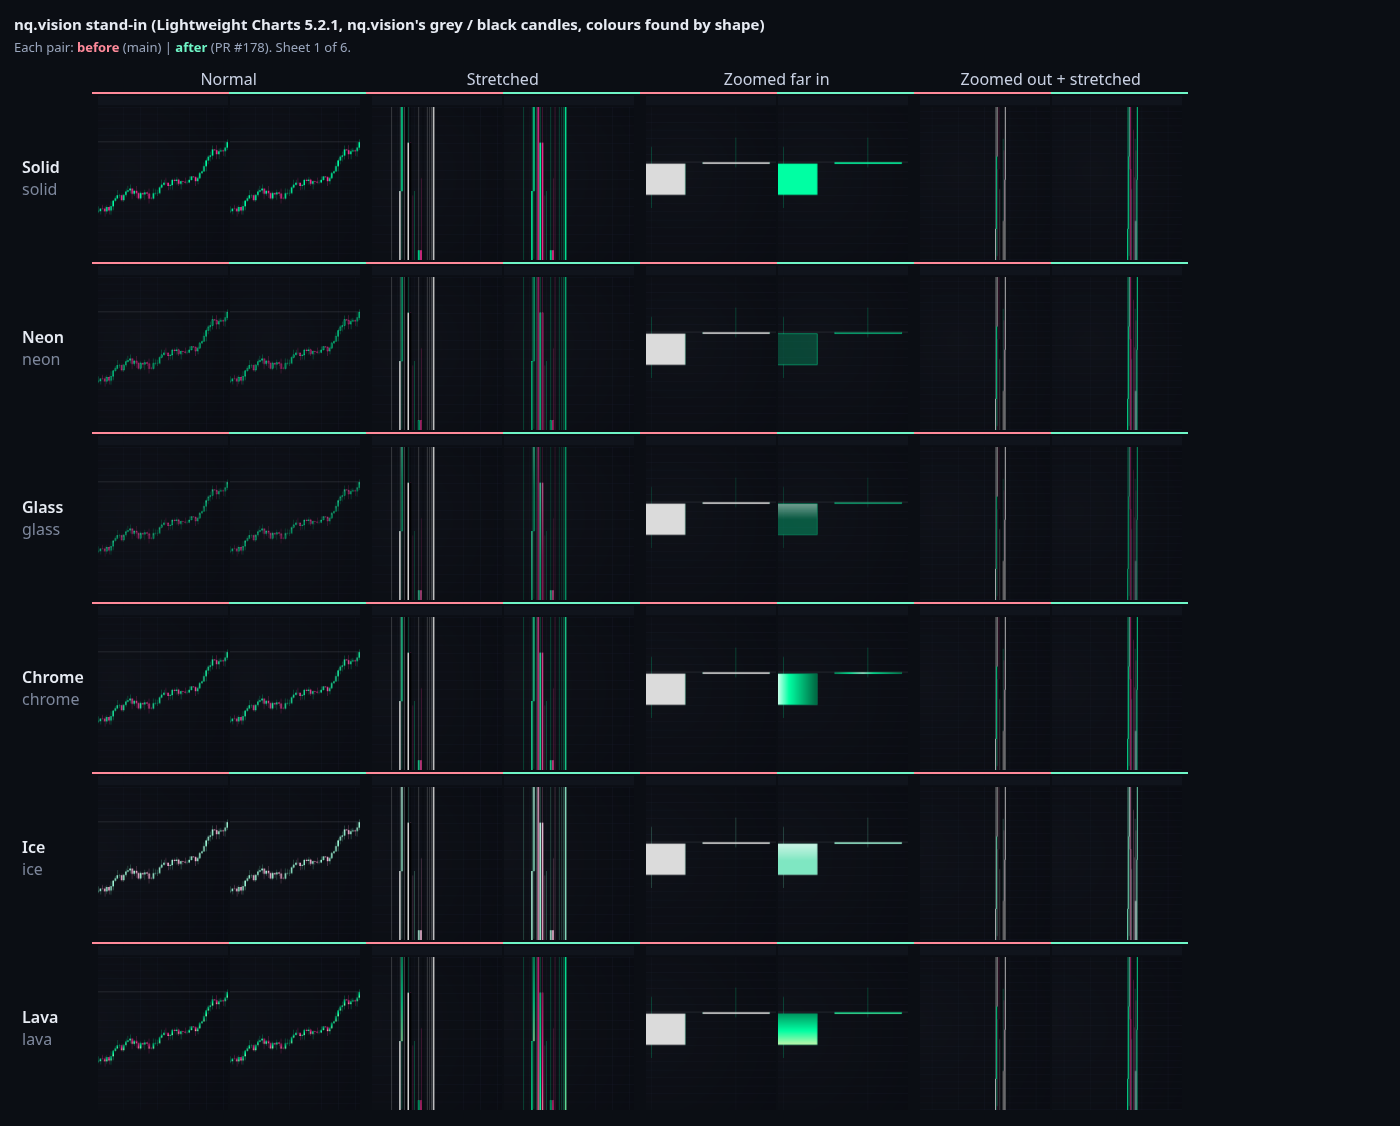 nq.vision stand-in (Lightweight Charts 5.2.1, nq.vision's grey / black candles, colours found by shape)
Each pair: before (main) | after (PR #178). Sheet 1 of 6.
Normal Stretched Zoomed far in Zoomed out + stretched
Solid
solid
Neon
neon
Glass
glass
Chrome
chrome
Ice
ice
Lava
lava